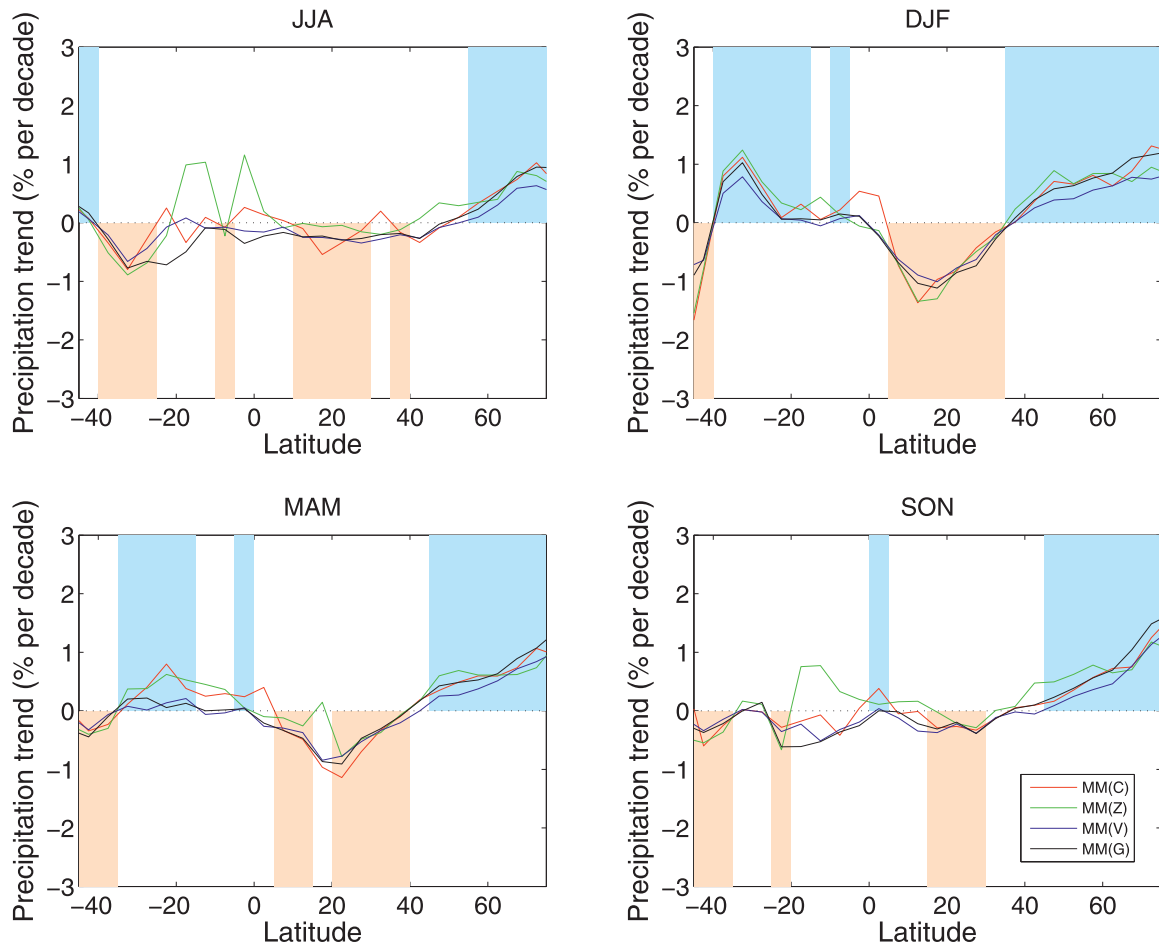 JJA
Precipitation trend (% per decade)
3
2
1
0
−1
−2
−3
−40 −20 0 20 40 60
Latitude
DJF
Precipitation trend (% per decade)
3
2
1
0
−1
−2
−3
−40 −20 0 20 40 60
Latitude
MAM
Precipitation trend (% per decade)
3
2
1
0
−1
−2
−3
−40 −20 0 20 40 60
Latitude
SON
Precipitation trend (% per decade)
3
2
1
0
−1
−2
−3
−40 −20 0 20 40 60
Latitude
MM(C)
MM(Z)
MM(V)
MM(G)